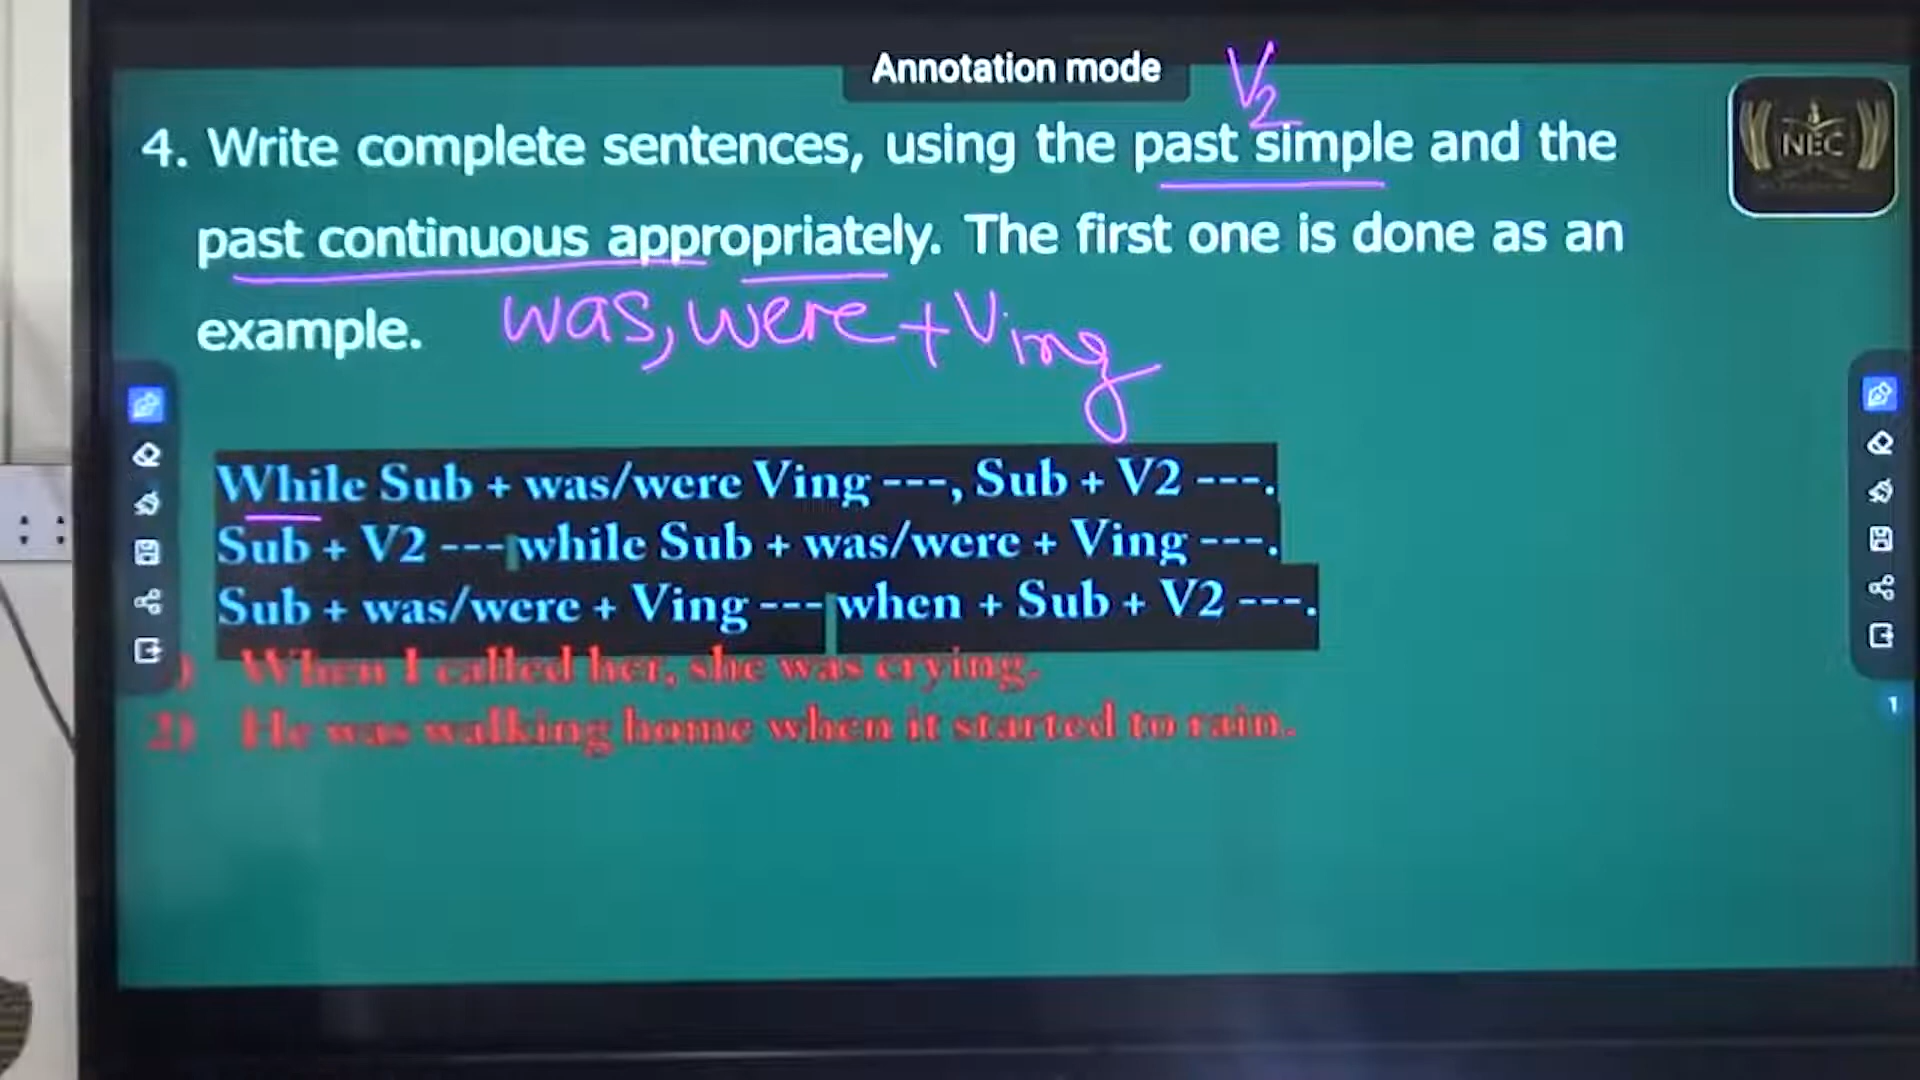 Annotation mode
V2
4. Write complete sentences, using the past simple and the
past continuous appropriately. The first one is done as an
example.
was, were + Ving
NEC
While Sub + was/were Ving ---, Sub + V2 ---.
Sub + V2 --- while Sub + was/were + Ving ---.
Sub + was/were + Ving --- when + Sub + V2 ---.
) When I called her, she was crying.
2) He was walking home when it started to rain.
1